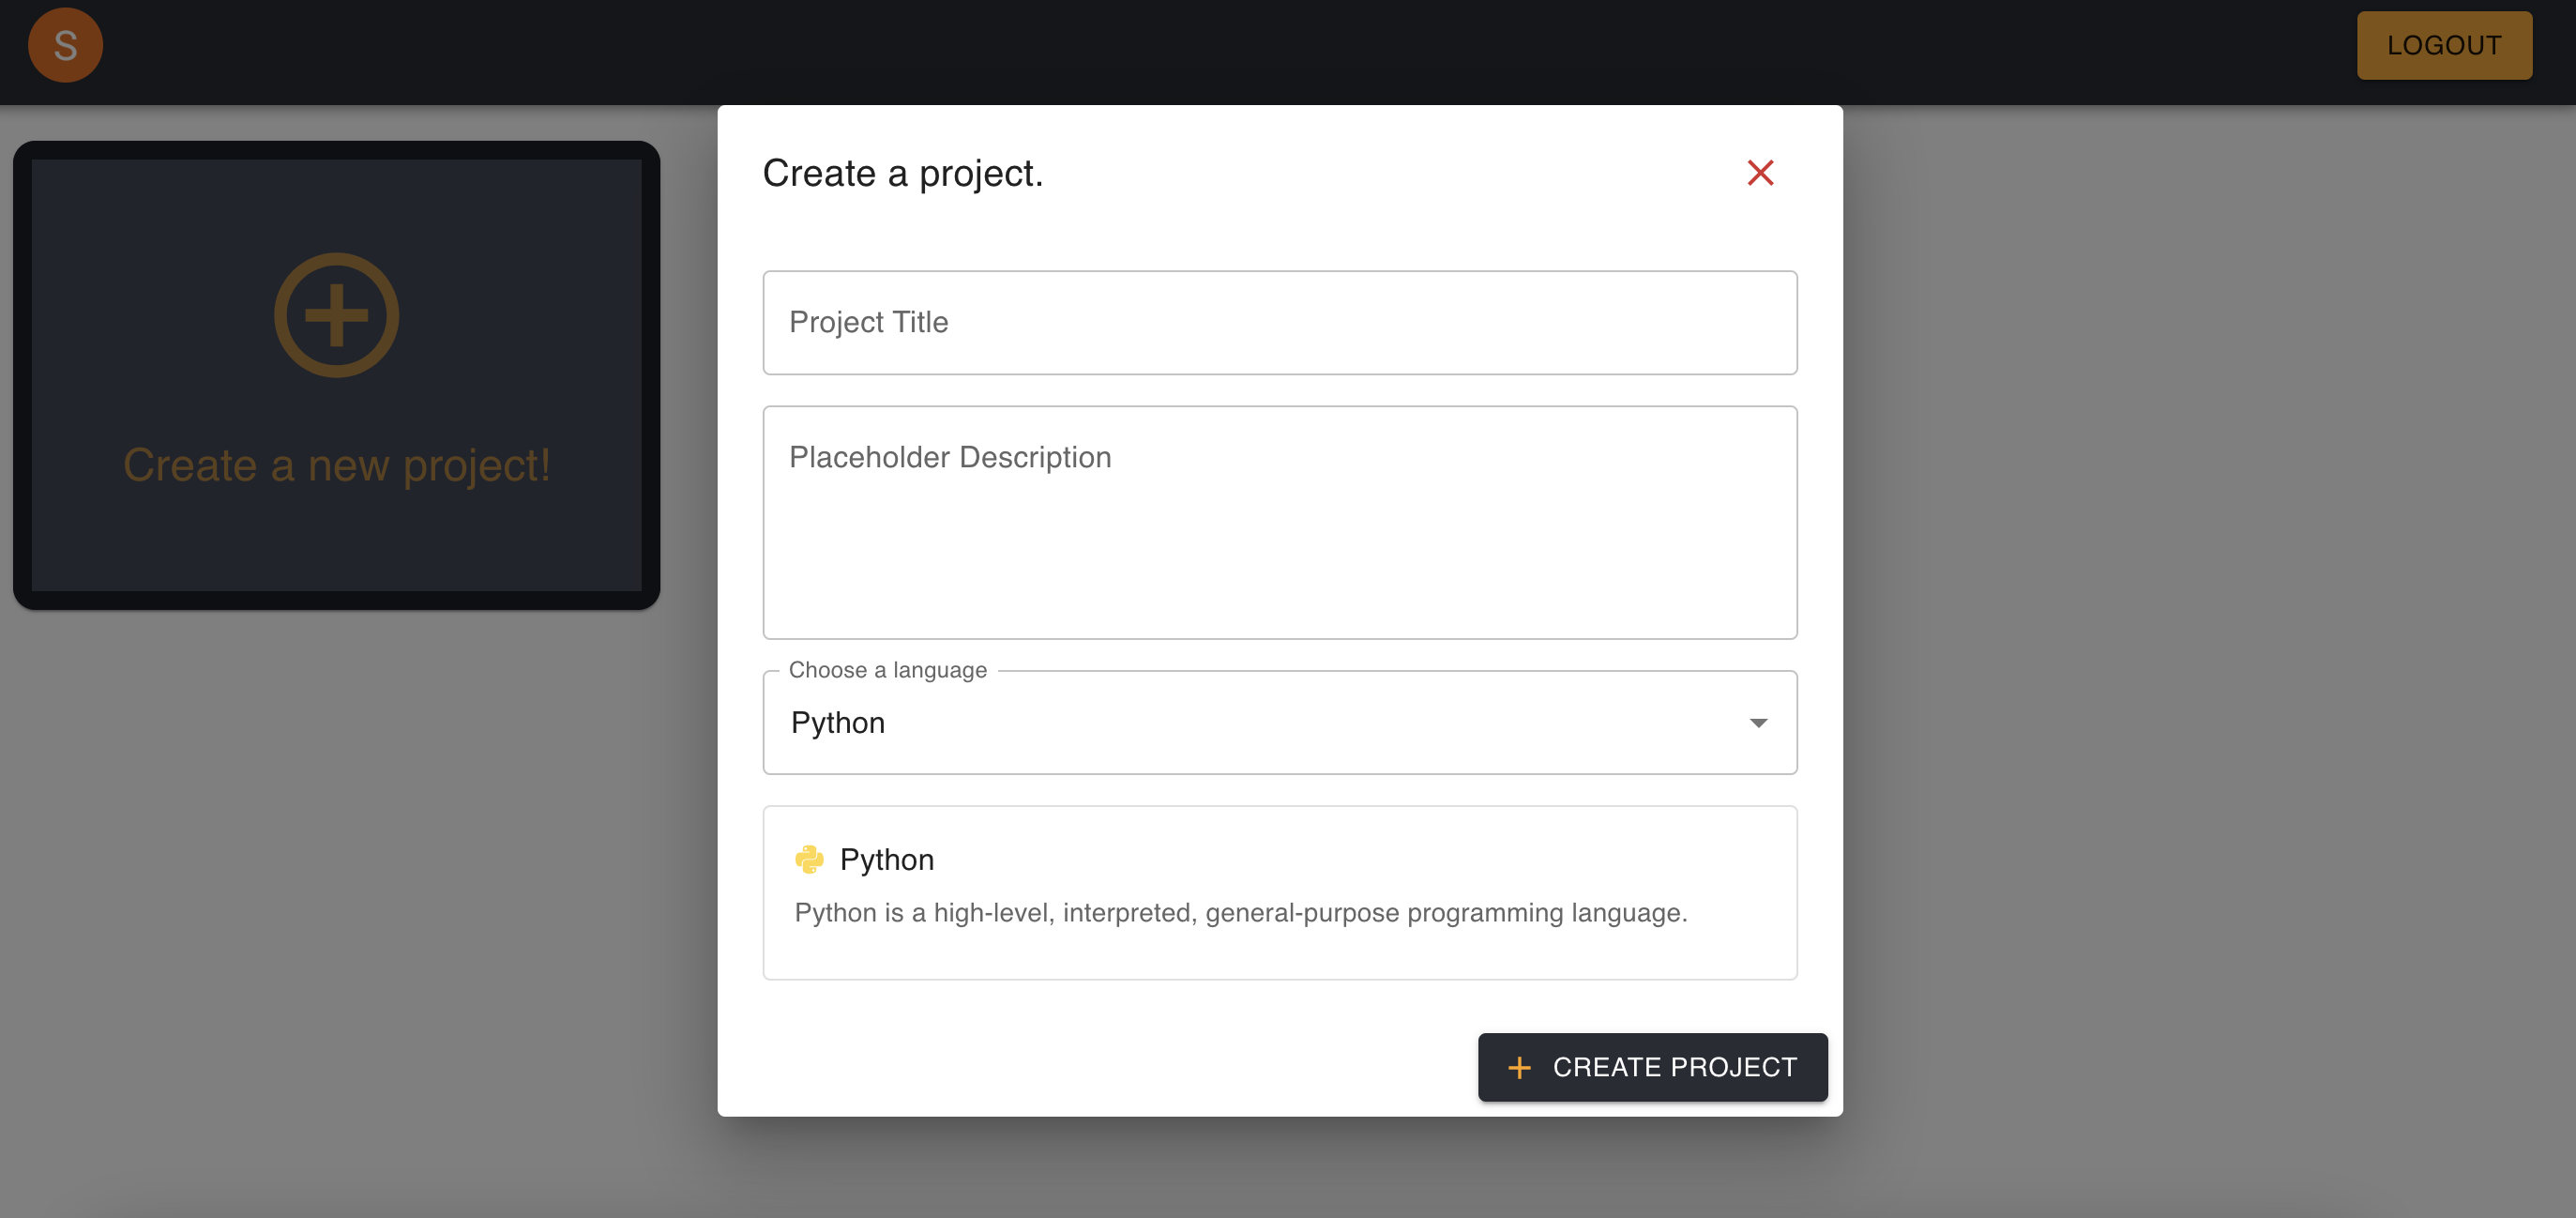 S
LOGOUT
Create a new project!
Create a project.
Project Title
Placeholder Description
Choose a language
Python
Python
Python is a high-level, interpreted, general-purpose programming language.
CREATE PROJECT